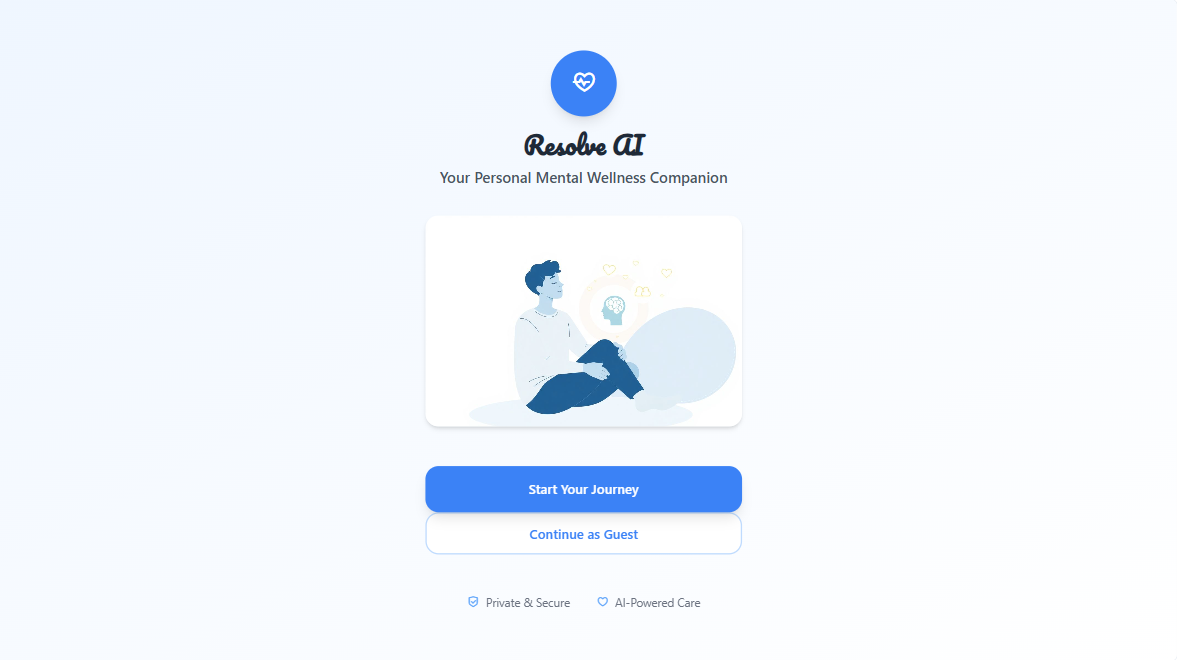 Resolve AI
Your Personal Mental Wellness Companion
Start Your Journey
Continue as Guest
Private & Secure
AI-Powered Care